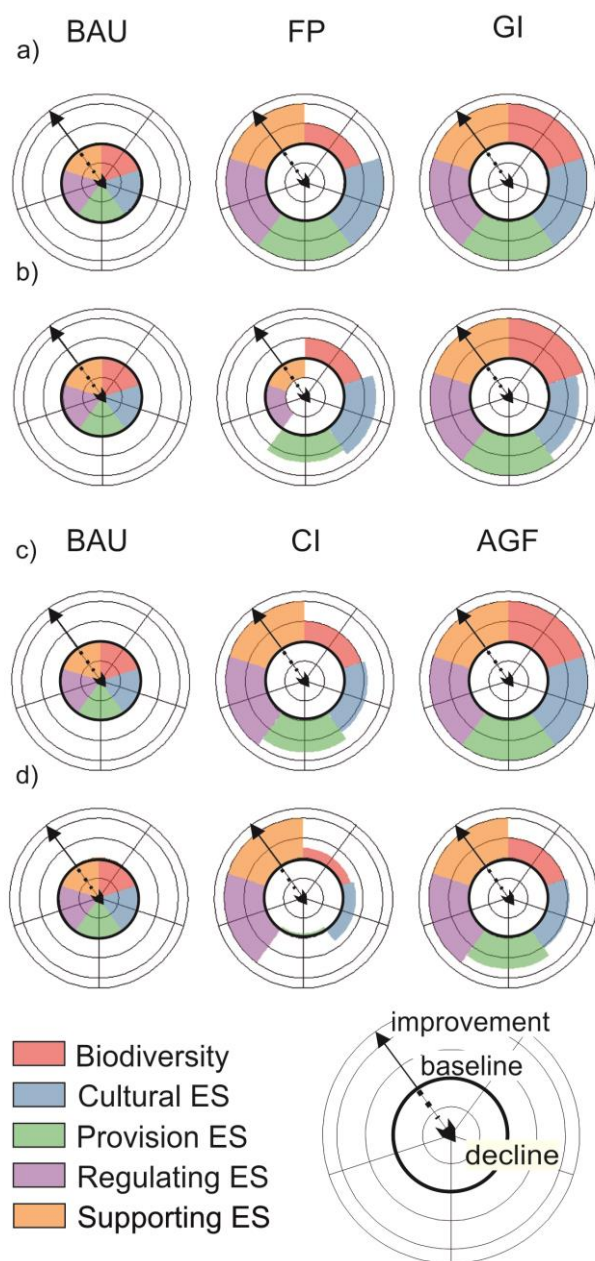 BAU FP GI
a)
b)
BAU CI AGF
c)
d)
improvement
baseline
decline
Biodiversity
Cultural ES
Provision ES
Regulating ES
Supporting ES